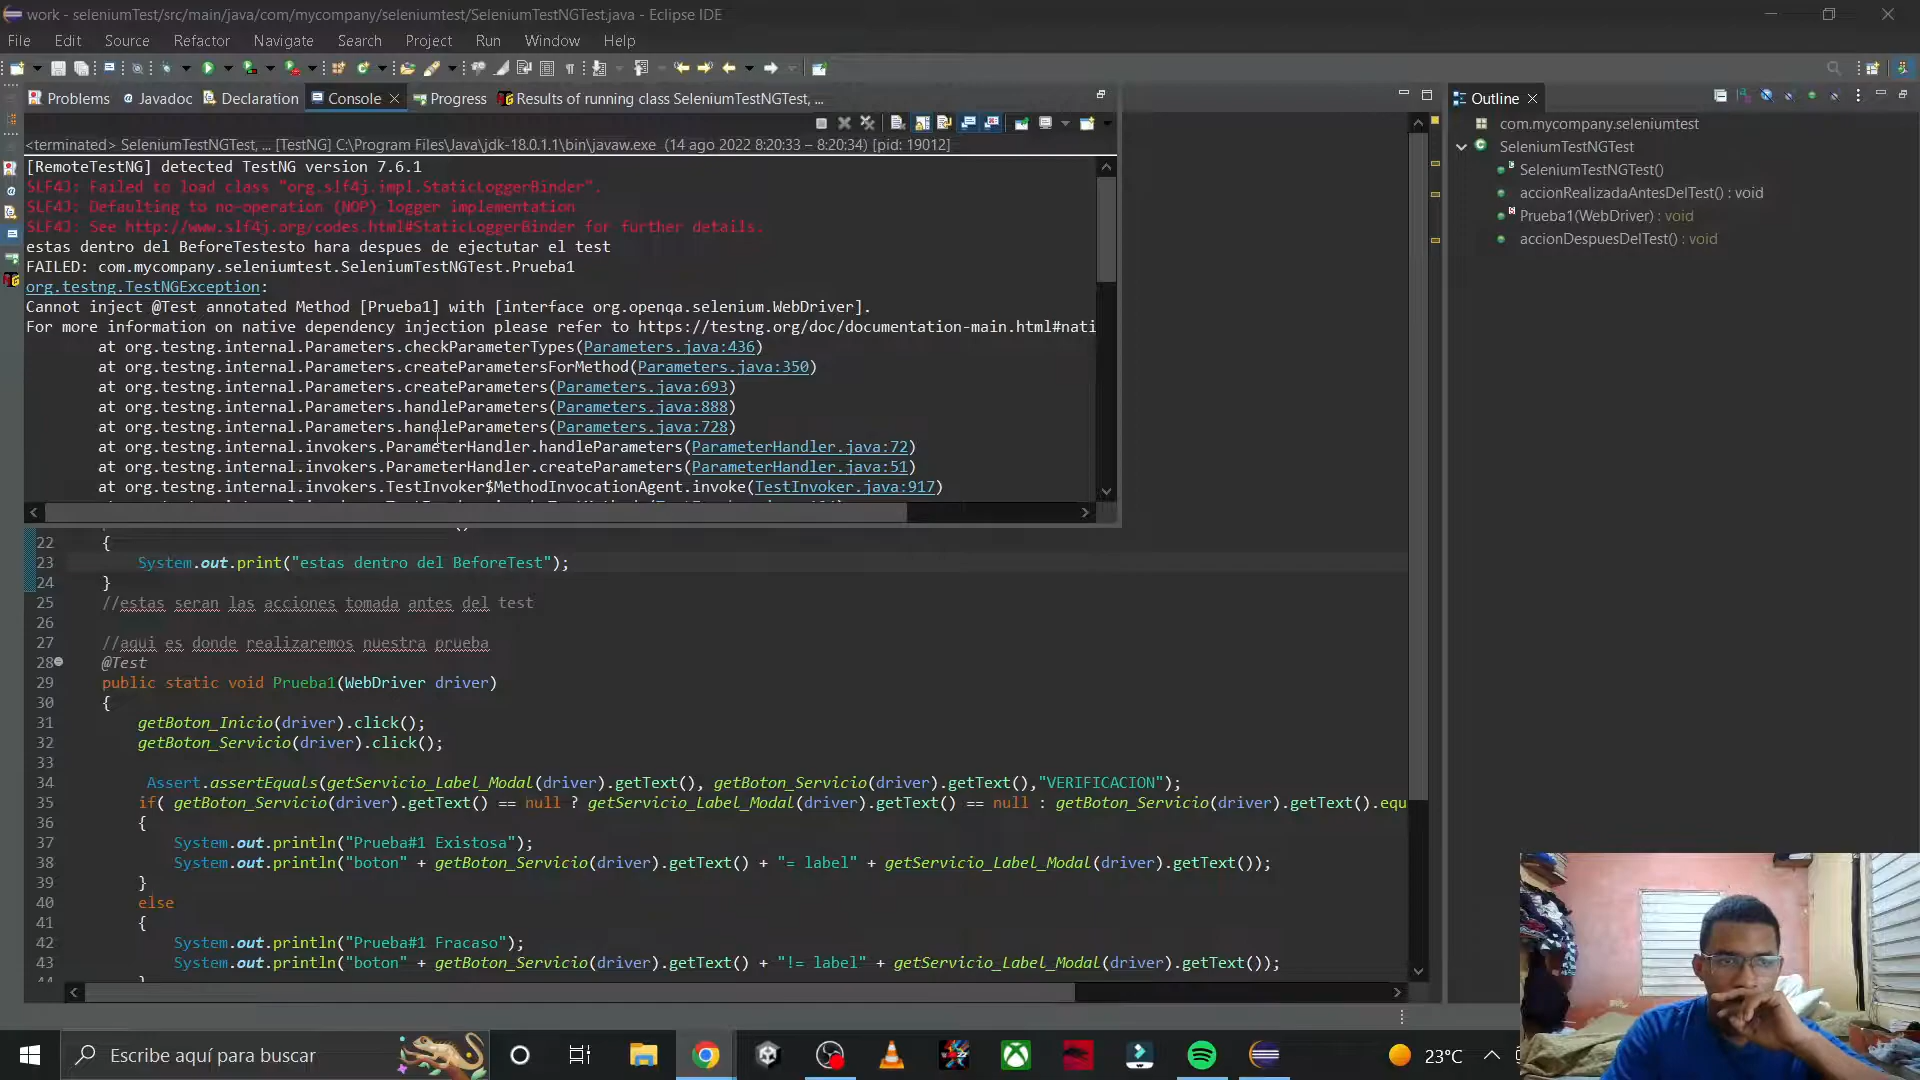 work - seleniumTest/src/main/java/com/mycompany/seleniumtest/SeleniumTestNGTest.java - Eclipse IDE
File Edit Source Refactor Navigate Search Project Run Window Help
Problems @ Javadoc Declaration Console Progress Results of running class SeleniumTestNGTest, ...
<terminated> SeleniumTestNGTest, ... [TestNG] C:\Program Files\Java\jdk-18.0.1.1\bin\javaw.exe (14 ago 2022 8:20:33 – 8:20:34) [pid: 19012]
[RemoteTestNG] detected TestNG version 7.6.1
SLF4J: Failed to load class "org.slf4j.impl.StaticLoggerBinder".
SLF4J: Defaulting to no-operation (NOP) logger implementation
SLF4J: See http://www.slf4j.org/codes.html#StaticLoggerBinder for further details.
estas dentro del BeforeTestesto hara despues de ejectutar el test
FAILED: com.mycompany.seleniumtest.SeleniumTestNGTest.Prueba1
org.testng.TestNGException:
Cannot inject @Test annotated Method [Prueba1] with [interface org.openqa.selenium.WebDriver].
For more information on native dependency injection please refer to https://testng.org/doc/documentation-main.html#nati
at org.testng.internal.Parameters.checkParameterTypes(Parameters.java:436)
at org.testng.internal.Parameters.createParametersForMethod(Parameters.java:350)
at org.testng.internal.Parameters.createParameters(Parameters.java:693)
at org.testng.internal.Parameters.handleParameters(Parameters.java:888)
at org.testng.internal.Parameters.handleParameters(Parameters.java:728)
at org.testng.internal.invokers.ParameterHandler.handleParameters(ParameterHandler.java:72)
at org.testng.internal.invokers.ParameterHandler.createParameters(ParameterHandler.java:51)
at org.testng.internal.invokers.TestInvoker$MethodInvocationAgent.invoke(TestInvoker.java:917)
22 {
23 System.out.print("estas dentro del BeforeTest");
24 }
25 //estas seran las acciones tomada antes del test
26
27 //aqui es donde realizaremos nuestra prueba
28 @Test
29 public static void Prueba1(WebDriver driver)
30 {
31 getBoton_Inicio(driver).click();
32 getBoton_Servicio(driver).click();
33
34 Assert.assertEquals(getServicio_Label_Modal(driver).getText(), getBoton_Servicio(driver).getText(),"VERIFICACION");
35 if( getBoton_Servicio(driver).getText() == null ? getServicio_Label_Modal(driver).getText() == null : getBoton_Servicio(driver).getText().equ
36 {
37 System.out.println("Prueba#1 Existosa");
38 System.out.println("boton" + getBoton_Servicio(driver).getText() + "= label" + getServicio_Label_Modal(driver).getText());
39 }
40 else
41 {
42 System.out.println("Prueba#1 Fracaso");
43 System.out.println("boton" + getBoton_Servicio(driver).getText() + "!= label" + getServicio_Label_Modal(driver).getText());
Outline
com.mycompany.seleniumtest
SeleniumTestNGTest
SeleniumTestNGTest()
accionRealizadaAntesDelTest() : void
Prueba1(WebDriver) : void
accionDespuesDelTest() : void
Escribe aquí para buscar
23°C